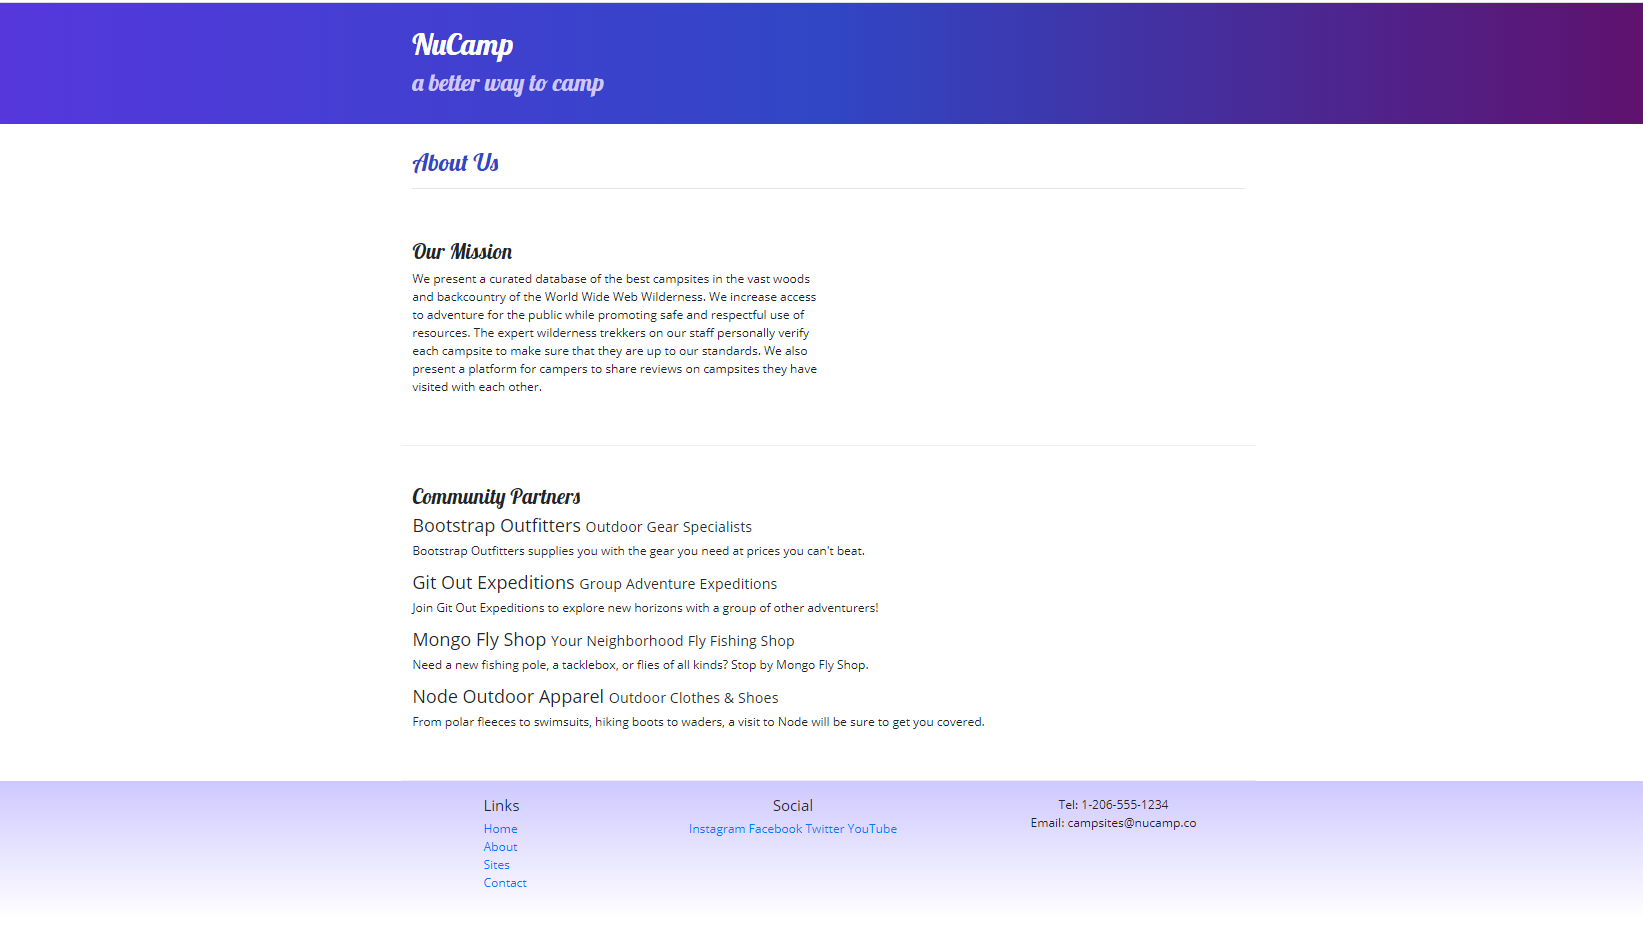 NuCamp
a better way to camp
About Us
Our Mission
We present a curated database of the best campsites in the vast woods
and backcountry of the World Wide Web Wilderness. We increase access
to adventure for the public while promoting safe and respectful use of
resources. The expert wilderness trekkers on our staff personally verify
each campsite to make sure that they are up to our standards. We also
present a platform for campers to share reviews on campsites they have
visited with each other.
Community Partners
Bootstrap Outfitters Outdoor Gear Specialists
Bootstrap Outfitters supplies you with the gear you need at prices you can't beat.
Git Out Expeditions Group Adventure Expeditions
Join Git Out Expeditions to explore new horizons with a group of other adventurers!
Mongo Fly Shop Your Neighborhood Fly Fishing Shop
Need a new fishing pole, a tacklebox, or flies of all kinds? Stop by Mongo Fly Shop.
Node Outdoor Apparel Outdoor Clothes & Shoes
From polar fleeces to swimsuits, hiking boots to waders, a visit to Node will be sure to get you covered.
Links
Home
About
Sites
Contact
Social
Instagram Facebook Twitter YouTube
Tel: 1-206-555-1234
Email: campsites@nucamp.co